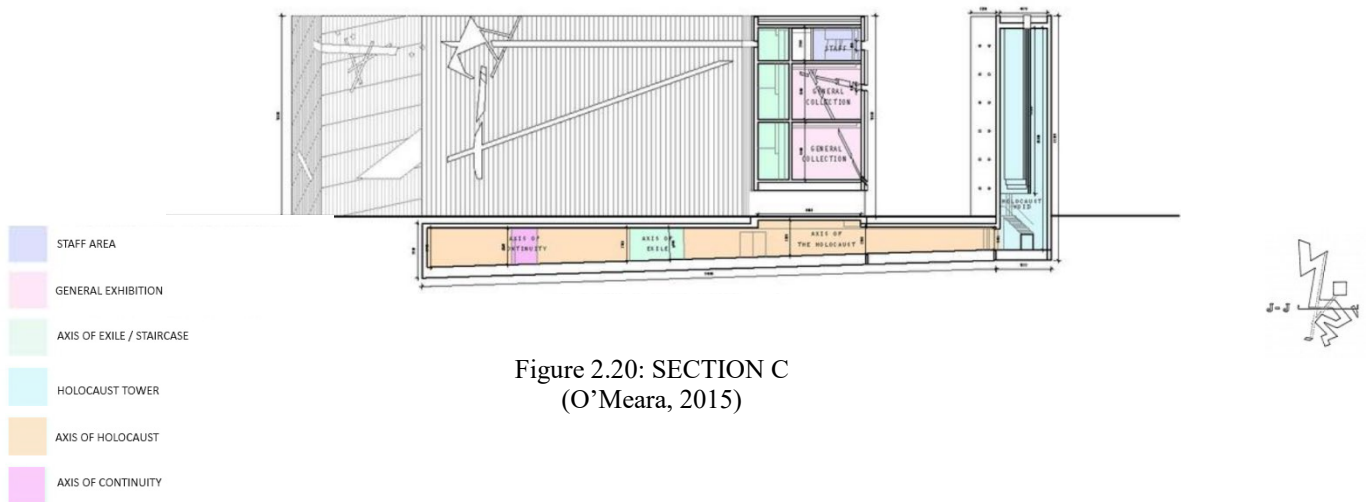 STAFF
GENERAL
COLLECTION
GENERAL
COLLECTION
HOLOCAUST
VOID
AXIS OF
ONTINUITY
AXIS OF
EXILE
AXIS OF
THE HOLOCAUST
STAFF AREA
GENERAL EXHIBITION
AXIS OF EXILE / STAIRCASE
HOLOCAUST TOWER
AXIS OF HOLOCAUST
AXIS OF CONTINUITY
Figure 2.20: SECTION C
(O’Meara, 2015)